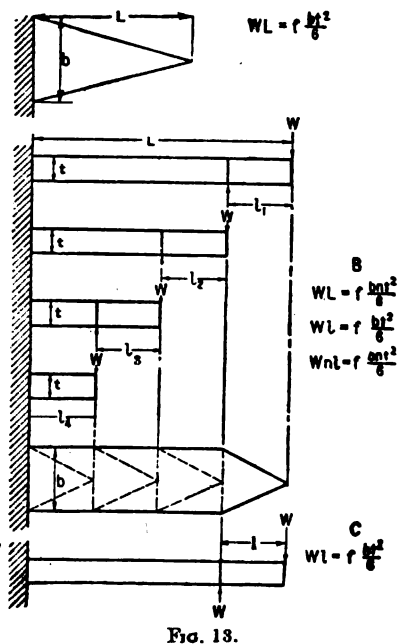 L
WL = f bt²/6
b
L
W
t
l₁
W
t
l₂
W
t
l₃
W
t
l₄
B
WL = f bnt²/6
Wl = f bt²/6
Wnl = f bnt²/6
b
W
l
C
Wl = f bt²/6
W
Fig. 13.